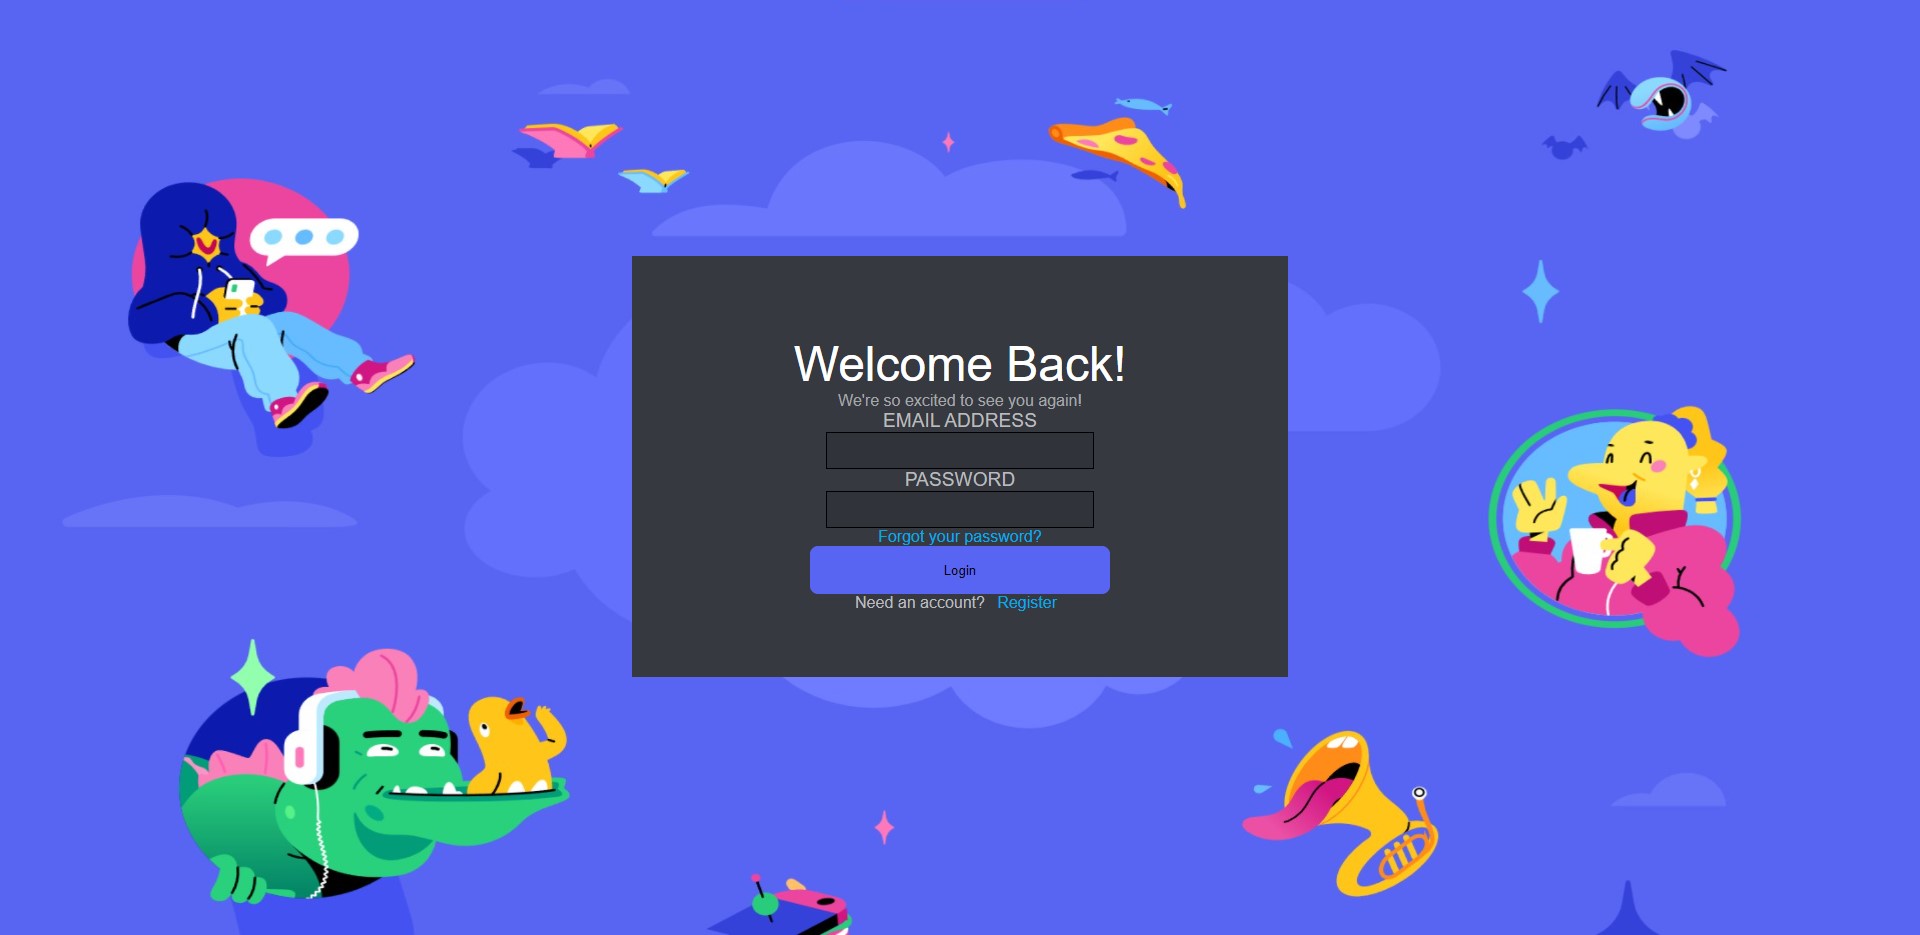 Welcome Back!
We're so excited to see you again!
EMAIL ADDRESS
PASSWORD
Forgot your password?
Login
Need an account? Register